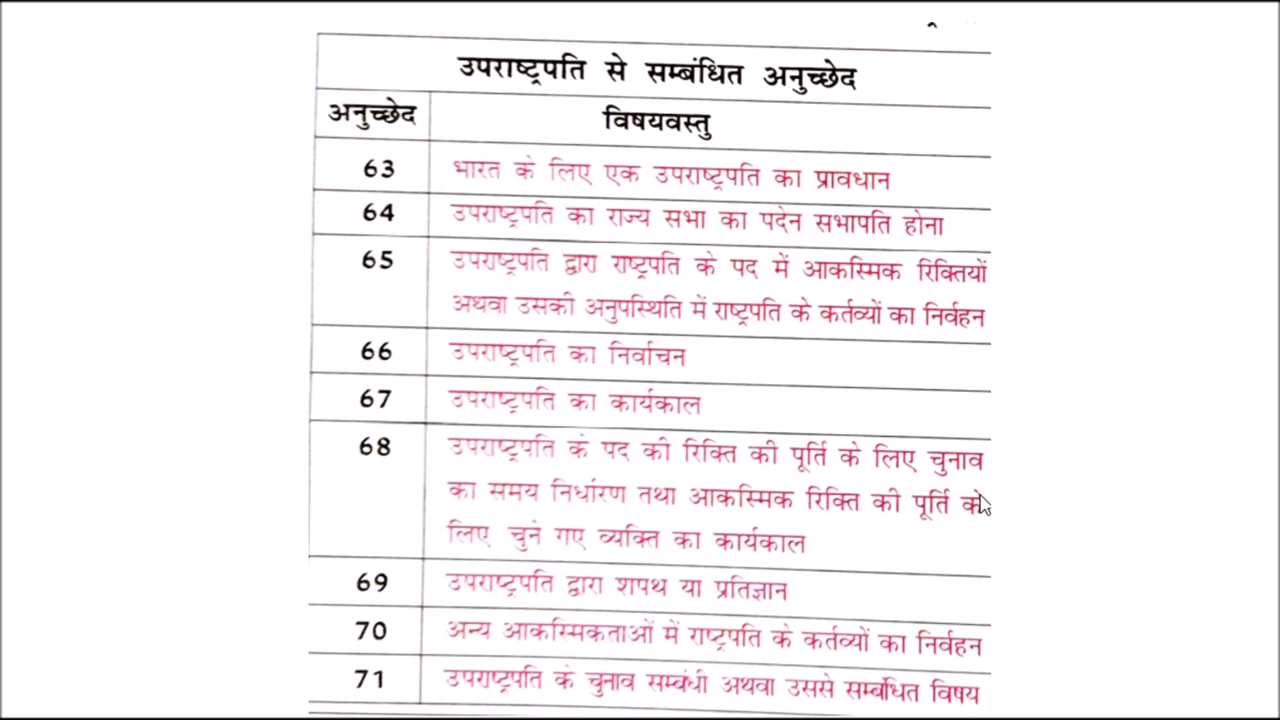 उपराष्ट्रपति से सम्बंधित अनुच्छेद
अनुच्छेद विषयवस्तु
63 भारत के लिए एक उपराष्ट्रपति का प्रावधान
64 उपराष्ट्रपति का राज्य सभा का पदेन सभापति होना
65 उपराष्ट्रपति द्वारा राष्ट्रपति के पद में आकस्मिक रिक्तियों
अथवा उसकी अनुपस्थिति में राष्ट्रपति के कर्तव्यों का निर्वहन
66 उपराष्ट्रपति का निर्वाचन
67 उपराष्ट्रपति का कार्यकाल
68 उपराष्ट्रपति के पद की रिक्ति की पूर्ति के लिए चुनाव
का समय निर्धारण तथा आकस्मिक रिक्ति की पूर्ति के
लिए चुने गए व्यक्ति का कार्यकाल
69 उपराष्ट्रपति द्वारा शपथ या प्रतिज्ञान
70 अन्य आकस्मिकताओं में राष्ट्रपति के कर्तव्यों का निर्वहन
71 उपराष्ट्रपति के चुनाव सम्बंधी अथवा उससे सम्बंधित विषय